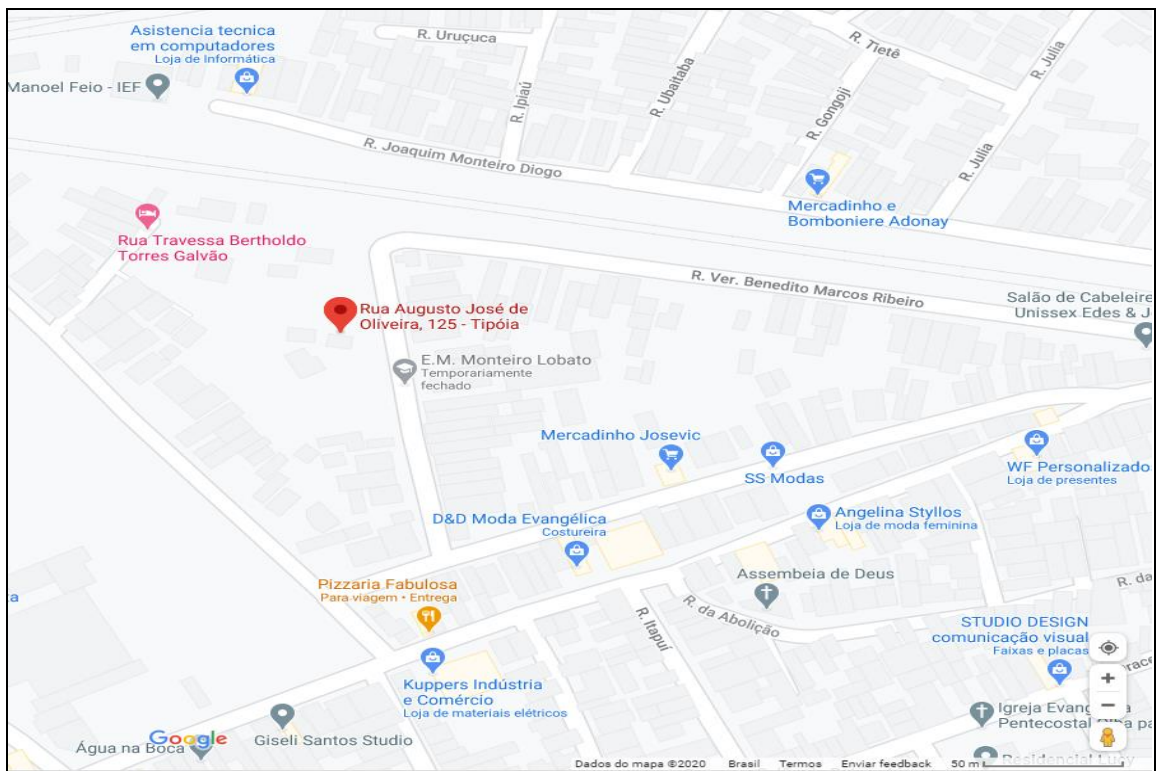 Asistencia tecnica
em computadores
Loja de Informática
R. Uruçuca
R. Tietê
R. Julia
Manoel Feio - IEF
R. Ipiaú
R. Ubaitaba
R. Gongoji
R. Joaquim Monteiro Diogo
R. Julia
Mercadinho e
Bomboniere Adonay
Rua Travessa Bertholdo
Torres Galvão
R. Ver. Benedito Marcos Ribeiro
Salão de Cabeleire
Unissex Edes & J
Rua Augusto José de
Oliveira, 125 - Tipóia
E.M. Monteiro Lobato
Temporariamente
fechado
Mercadinho Josevic
SS Modas
WF Personalizado
Loja de presentes
D&D Moda Evangélica
Costureira
Angelina Styllos
Loja de moda feminina
Pizzaria Fabulosa
Para viagem • Entrega
Assembeia de Deus
R. da
ta
R. Itapuí
R. da Abolição
STUDIO DESIGN
comunicação visual
Faixas e placas
Kuppers Indústria
e Comércio
Loja de materiais elétricos
Igreja Evang
Pentecostal
Água na Boca
Google
Giseli Santos Studio
Residencial Lucy
Dados do mapa ©2020 Brasil Termos Enviar feedback 50 m